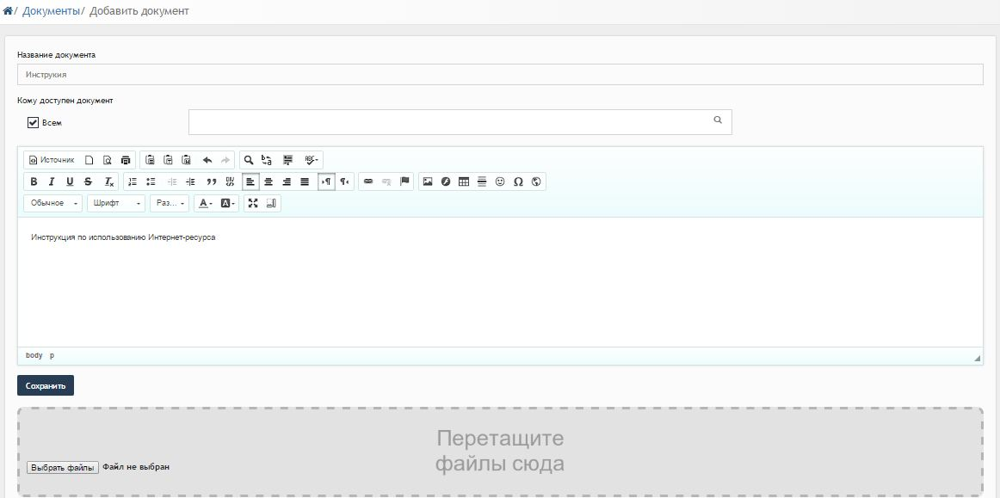 / Документы/ Добавить документ
Название документа
Инструкия
Кому доступен документ
Всем
Источник
Обычное Шрифт Раз...
Инструкция по использованию Интернет-ресурса
body p
Сохранить
Перетащите
файлы сюда
Выбрать файлы Файл не выбран